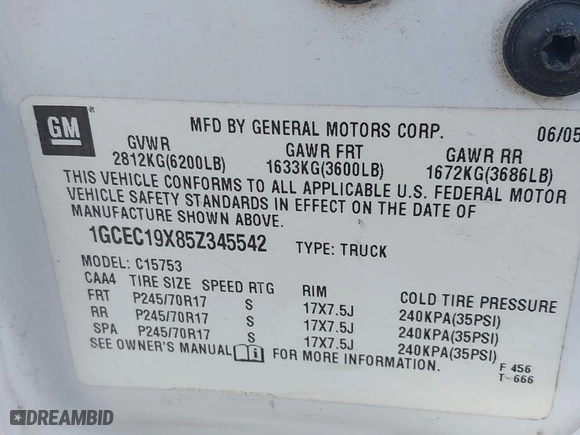 GM
MFD BY GENERAL MOTORS CORP. 06/05
GVWR GAWR FRT GAWR RR
2812KG(6200LB) 1633KG(3600LB) 1672KG(3686LB)
THIS VEHICLE CONFORMS TO ALL APPLICABLE U.S. FEDERAL MOTOR
VEHICLE SAFETY STANDARDS IN EFFECT ON THE DATE OF
MANUFACTURE SHOWN ABOVE.
1GCEC19X85Z345542 TYPE: TRUCK
MODEL: C15753
CAA4 TIRE SIZE SPEED RTG RIM COLD TIRE PRESSURE
FRT P245/70R17 S 17X7.5J 240KPA(35PSI)
RR P245/70R17 S 17X7.5J 240KPA(35PSI)
SPA P245/70R17 S 17X7.5J 240KPA(35PSI)
SEE OWNER'S MANUAL FOR MORE INFORMATION.
F 456
T 666
DREAMBID